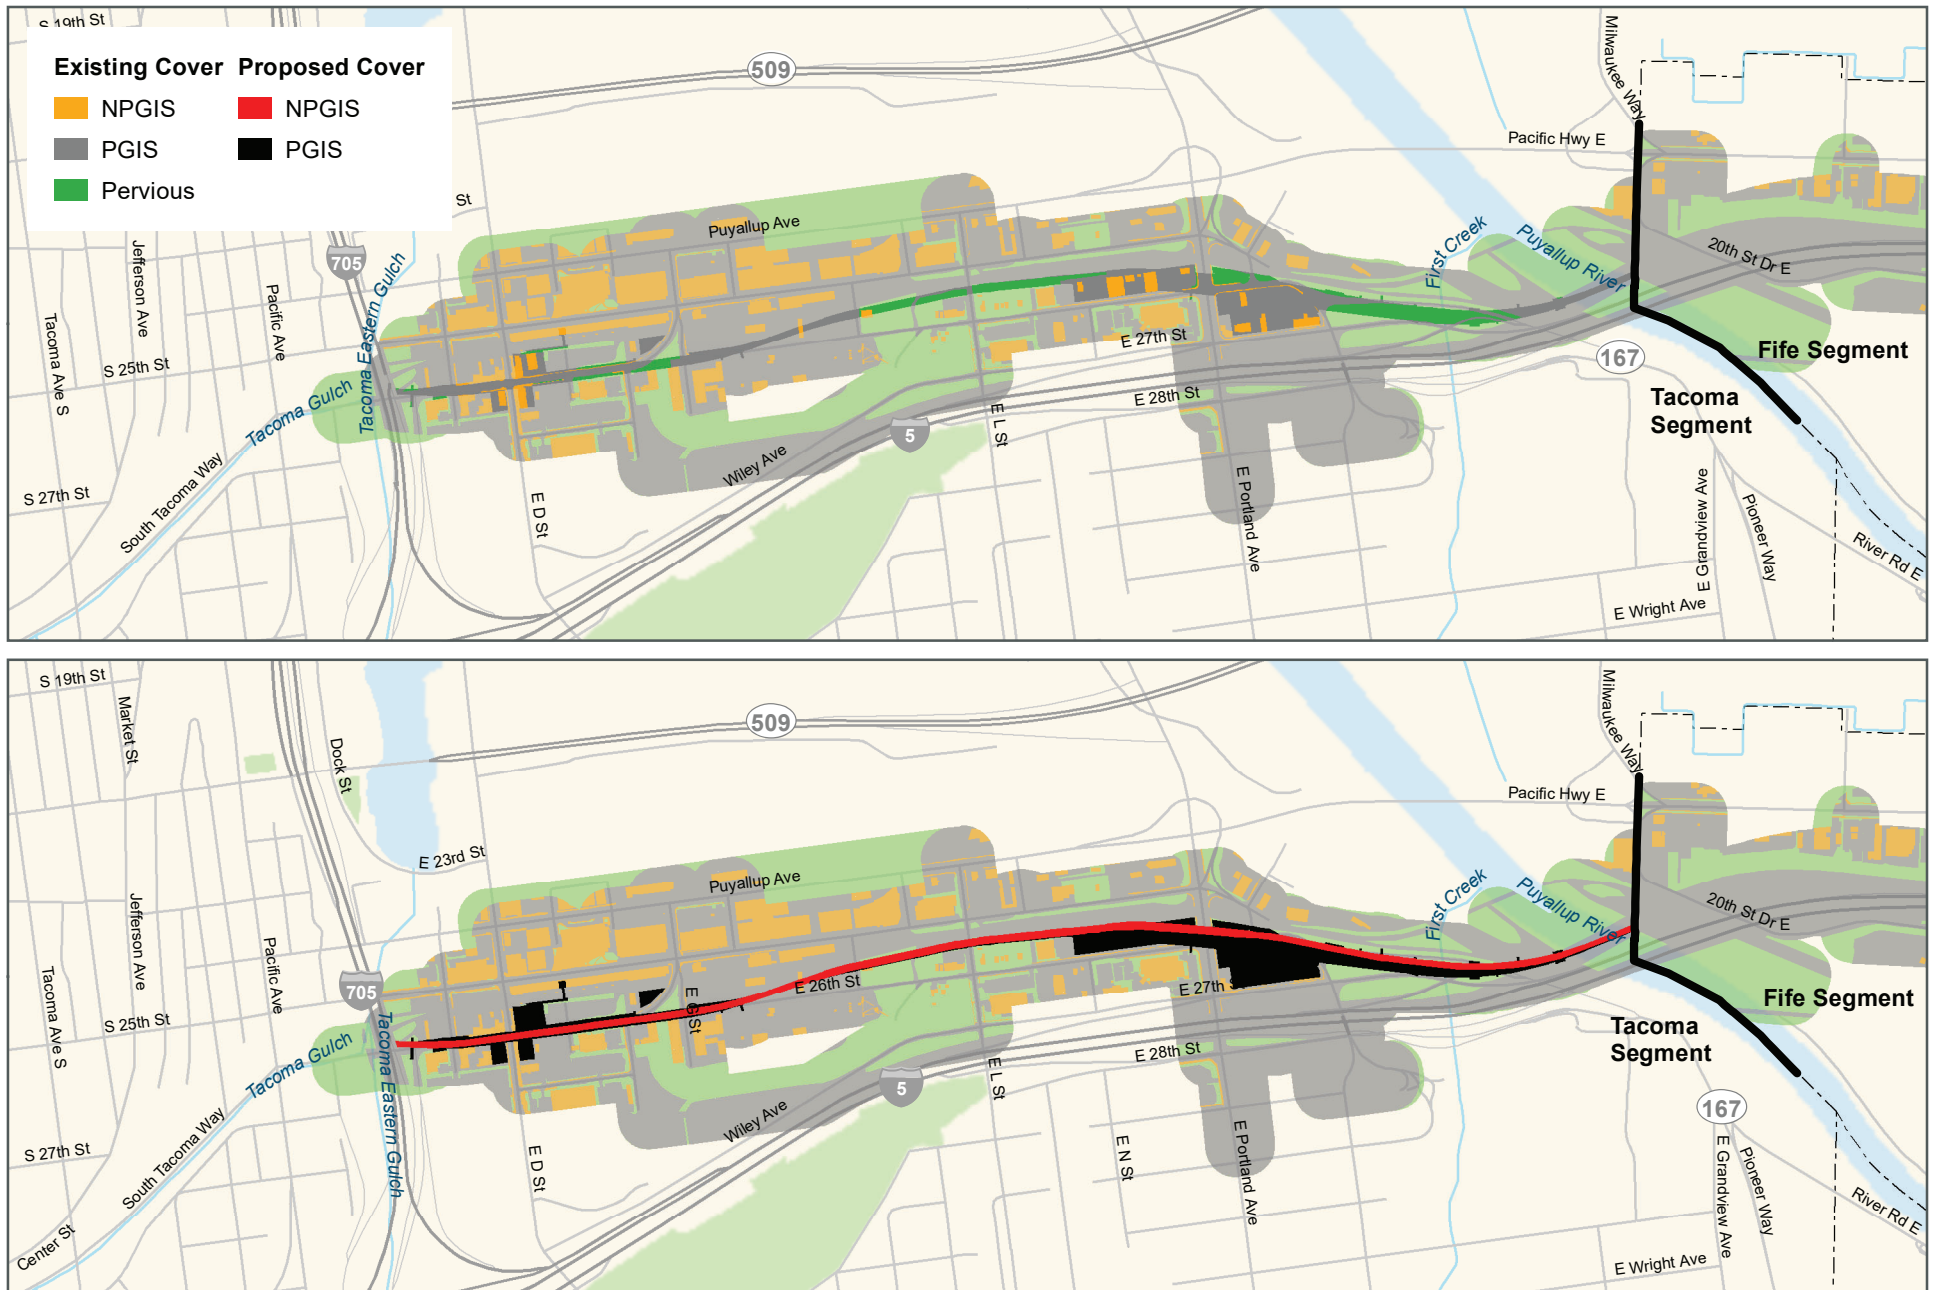 S 19th St
Existing Cover
Proposed Cover
NPGIS
NPGIS
PGIS
PGIS
Pervious
St
509
Milwaukee Way
Pacific Hwy E
705
Jefferson Ave
Tacoma Eastern Gulch
Puyallup Ave
First Creek
Puyallup River
20th St Dr E
Pacific Ave
Tacoma Ave S
S 25th St
E 27th St
167
Fife Segment
Tacoma Gulch
E 28th St
Tacoma
Segment
5
E L St
South Tacoma Way
Wiley Ave
S 27th St
E D St
E Portland Ave
E Grandview Ave
Pioneer Way
River Rd E
E Wright Ave
S 19th St
Market St
Dock St
509
Milwaukee Way
Pacific Hwy E
E 23rd St
Puyallup Ave
First Creek
Puyallup River
20th St Dr E
Jefferson Ave
Pacific Ave
705
Tacoma Ave S
S 25th St
E G St
E 26th St
E 27th S
Fife Segment
Tacoma
Segment
Tacoma Gulch
Tacoma Eastern Gulch
E 28th St
5
E L St
167
South Tacoma Way
Wiley Ave
S 27th St
E D St
E N St
E Portland Ave
E Grandview Ave
Pioneer Way
River Rd E
Center St
E Wright Ave